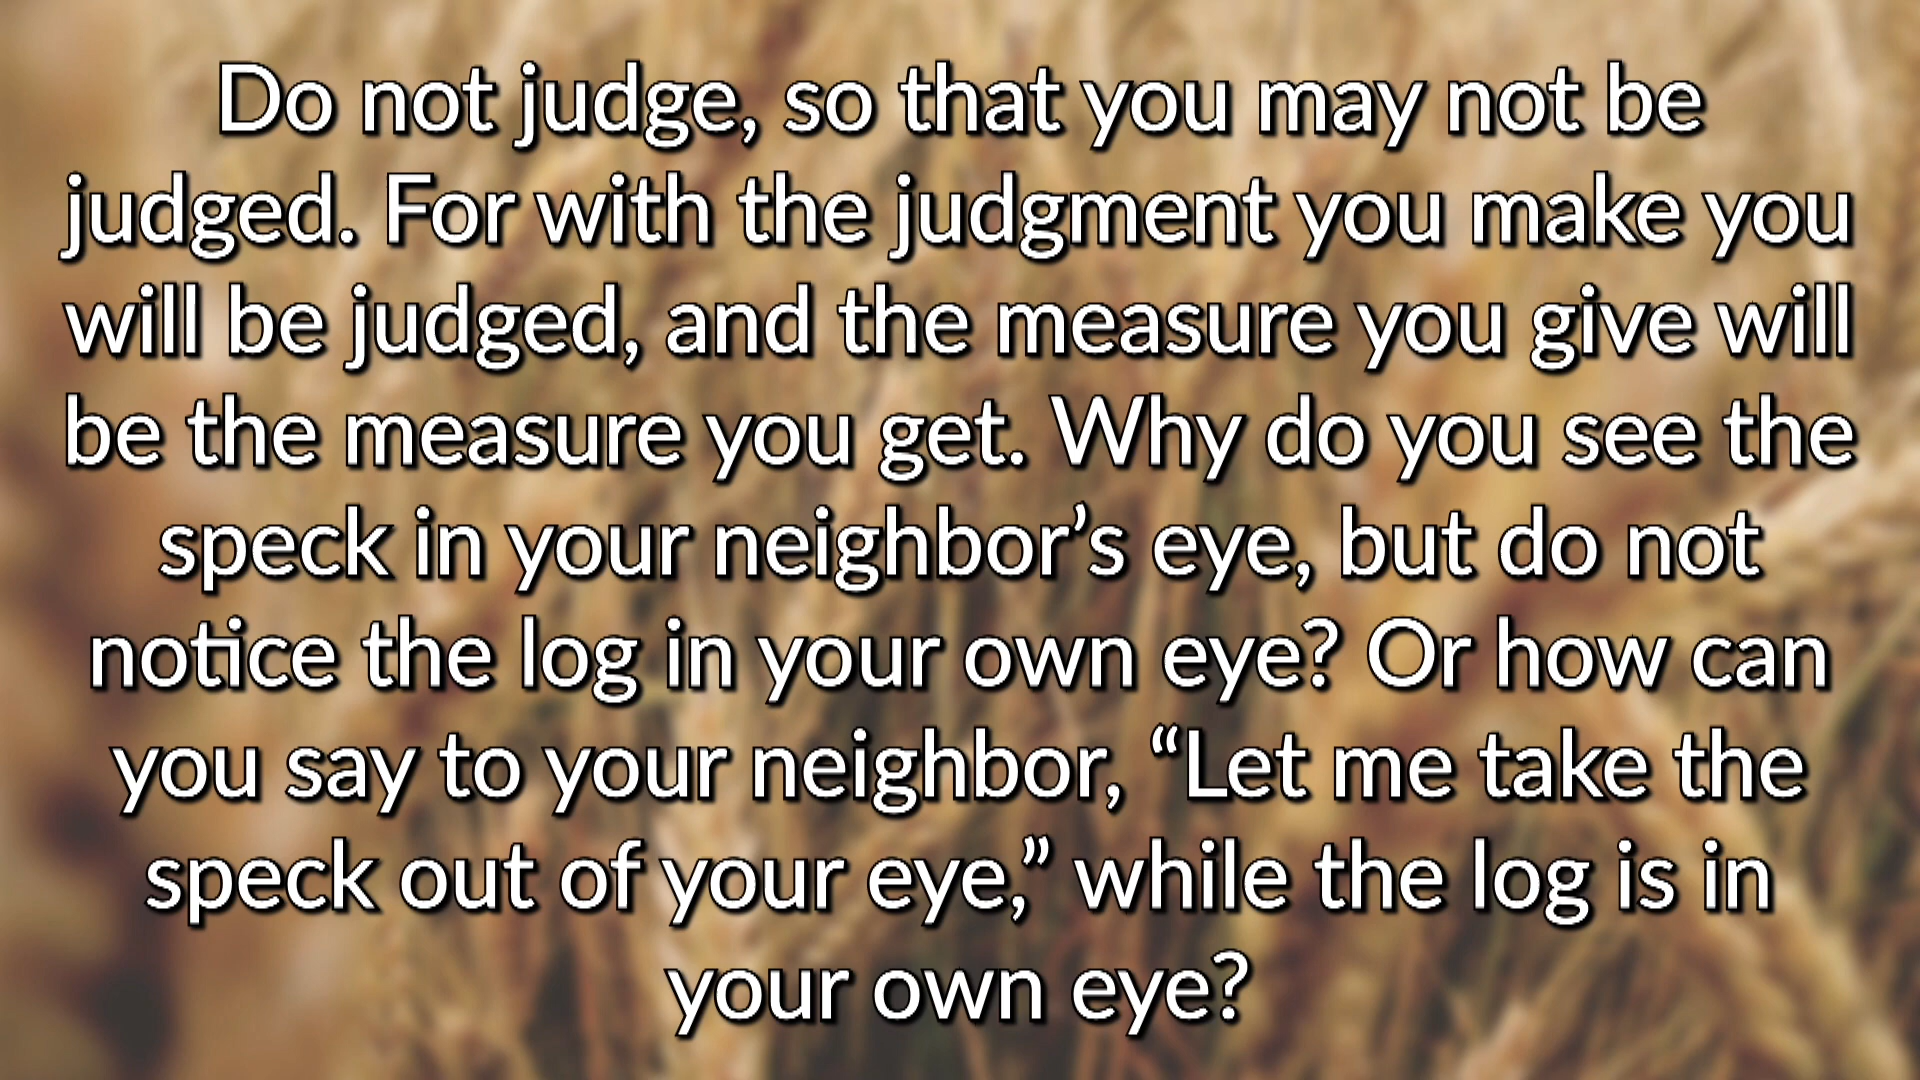 Do not judge, so that you may not be
judged. For with the judgment you make you
will be judged, and the measure you give will
be the measure you get. Why do you see the
speck in your neighbor’s eye, but do not
notice the log in your own eye? Or how can
you say to your neighbor, “Let me take the
speck out of your eye,” while the log is in
your own eye?